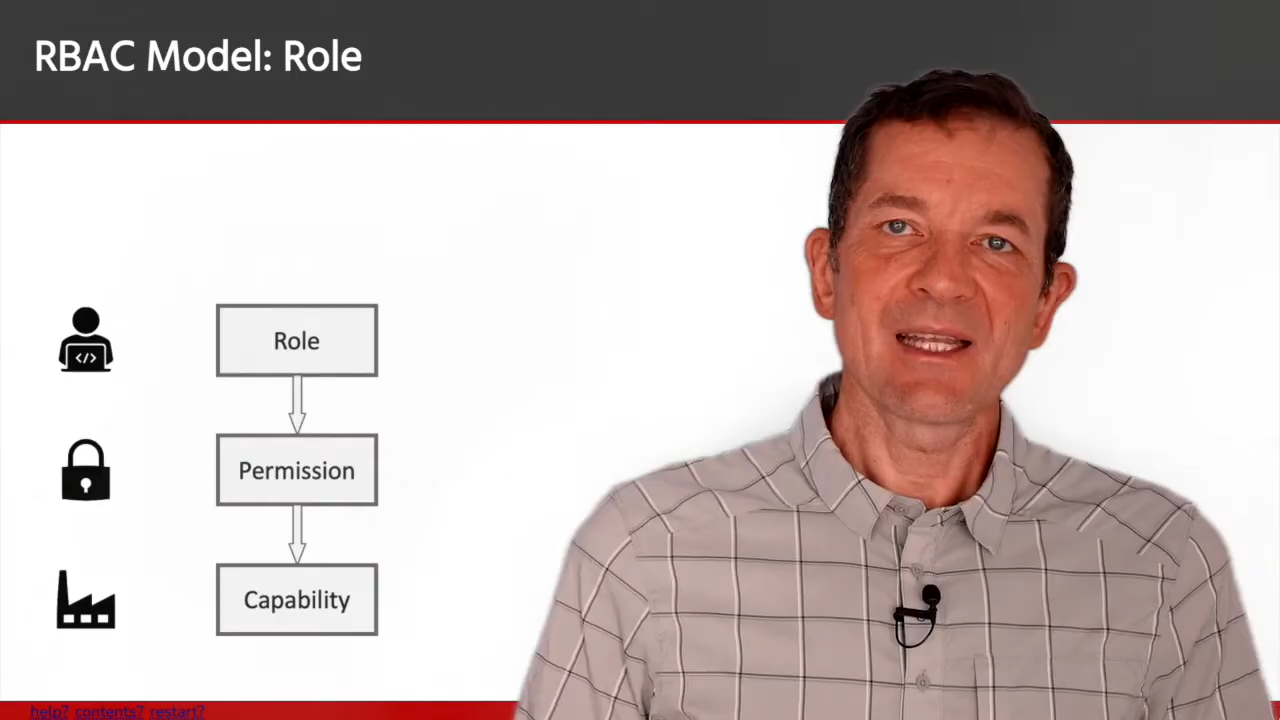 RBAC Model: Role
Role
</>
Permission
Capability
help? contents? restart?